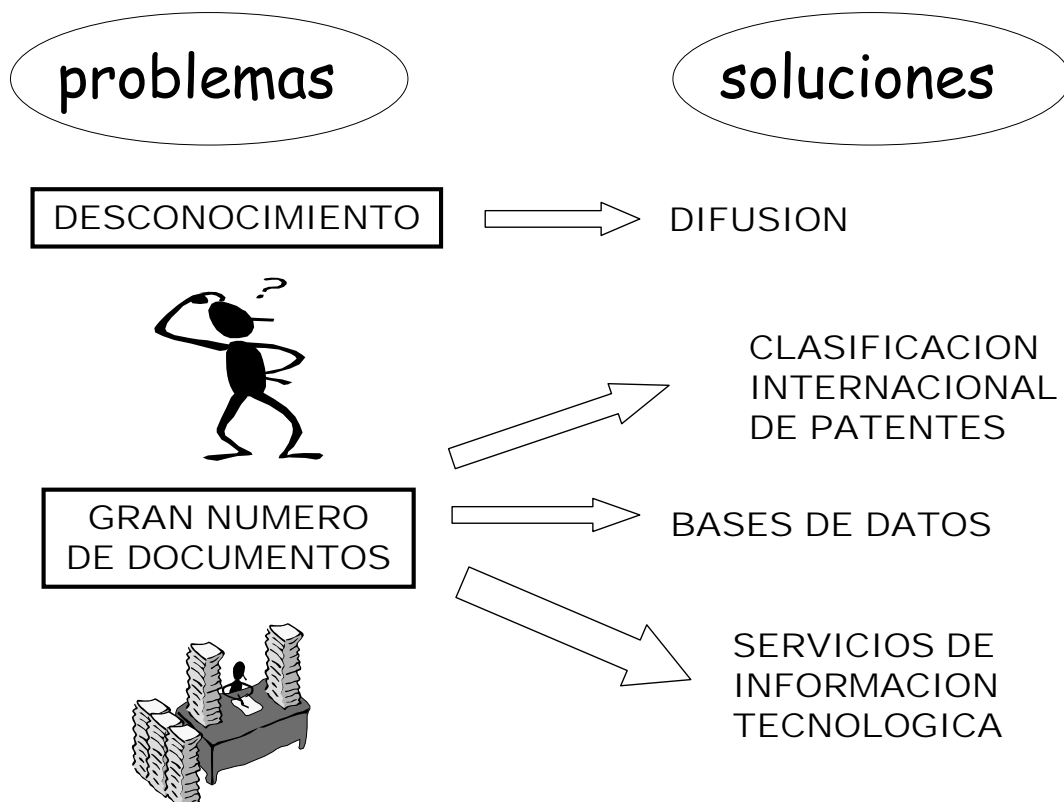 problemas
soluciones
DESCONOCIMIENTO
DIFUSION
?
CLASIFICACION
INTERNACIONAL
DE PATENTES
GRAN NUMERO
DE DOCUMENTOS
BASES DE DATOS
SERVICIOS DE
INFORMACION
TECNOLOGICA